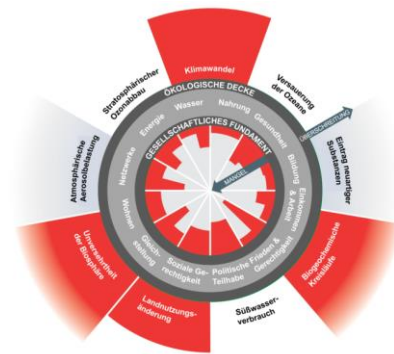 Klimawandel
Versauerung
der Ozeane
ÜBERSCHREITUNG
Eintrag neuartiger
Substanzen
Biogeochemische
Kreisläufe
Süßwasser-
verbrauch
Landnutzungs-
änderung
Unversehrtheit
der Biosphäre
Atmosphärische
Aerosolbelastung
Stratosphärischer
Ozonabbau
ÖKOLOGISCHE DECKE
Wasser
Nahrung
Gesundheit
Bildung
Einkommen
& Arbeit
Frieden &
Gerechtigkeit
Politische
Teilhabe
Soziale Ge-
rechtigkeit
Gleich-
stellung
Wohnen
Netzwerke
Energie
GESELLSCHAFTLICHES FUNDAMENT
MANGEL